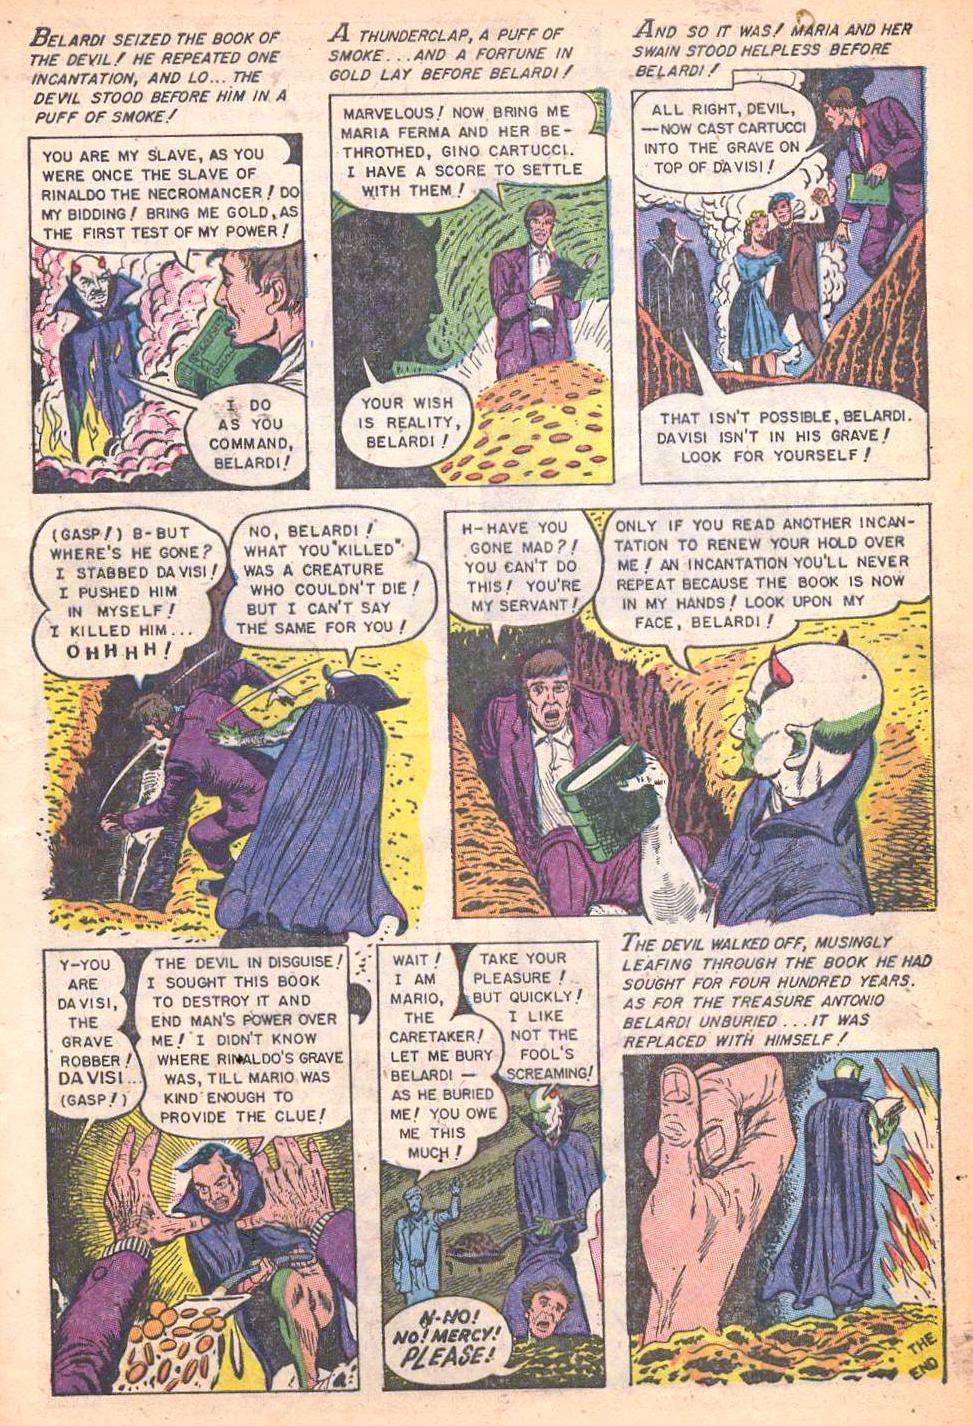 BELARDI SEIZED THE BOOK OF
THE DEVIL! HE REPEATED ONE
INCANTATION, AND LO... THE
DEVIL STOOD BEFORE HIM IN A
PUFF OF SMOKE!
YOU ARE MY SLAVE, AS YOU
WERE ONCE THE SLAVE OF
RINALDO THE NECROMANCER! DO
MY BIDDING! BRING ME GOLD, AS
THE FIRST TEST OF MY POWER!
I DO
AS YOU
COMMAND,
BELARDI!
A THUNDERCLAP, A PUFF OF
SMOKE...AND A FORTUNE IN
GOLD LAY BEFORE BELARDI!
MARVELOUS! NOW BRING ME
MARIA FERMA AND HER BE-
THROTHED, GINO CARTUCCI.
I HAVE A SCORE TO SETTLE
WITH THEM!
YOUR WISH
IS REALITY,
BELARDI!
AND SO IT WAS! MARIA AND HER
SWAIN STOOD HELPLESS BEFORE
BELARDI!
ALL RIGHT, DEVIL,
—NOW CAST CARTUCCI
INTO THE GRAVE ON
TOP OF DAVISI!
THAT ISN'T POSSIBLE, BELARDI.
DAVISI ISN'T IN HIS GRAVE!
LOOK FOR YOURSELF!
(GASP!) B-BUT
WHERE'S HE GONE?
I STABBED DAVISI!
I PUSHED HIM
IN MYSELF!
I KILLED HIM...
OHHHH!
NO, BELARDI!
WHAT YOU "KILLED"
WAS A CREATURE
WHO COULDN'T DIE!
BUT I CAN'T SAY
THE SAME FOR YOU!
H-HAVE YOU
GONE MAD?!
YOU CAN'T DO
THIS! YOU'RE
MY SERVANT!
ONLY IF YOU READ ANOTHER INCAN-
TATION TO RENEW YOUR HOLD OVER
ME! AN INCANTATION YOU'LL NEVER
REPEAT BECAUSE THE BOOK IS NOW
IN MY HANDS! LOOK UPON MY
FACE, BELARDI!
Y-YOU
ARE
DAVISI,
THE
GRAVE
ROBBER!
DAVISI...
(GASP!)
THE DEVIL IN DISGUISE!
I SOUGHT THIS BOOK
TO DESTROY IT AND
END MAN'S POWER OVER
ME! I DIDN'T KNOW
WHERE RINALDO'S GRAVE
WAS, TILL MARIO WAS
KIND ENOUGH TO
PROVIDE THE CLUE!
WAIT!
I AM
MARIO,
THE
CARETAKER!
LET ME BURY
BELARDI —
AS HE BURIED
ME! YOU OWE
ME THIS
MUCH!
TAKE YOUR
PLEASURE!
BUT QUICKLY!
I LIKE
NOT THE
FOOL'S
SCREAMING!
N-NO!
NO! MERCY!
PLEASE!
THE DEVIL WALKED OFF, MUSINGLY
LEAFING THROUGH THE BOOK HE HAD
SOUGHT FOR FOUR HUNDRED YEARS.
AS FOR THE TREASURE ANTONIO
BELARDI UNBURIED...IT WAS
REPLACED WITH HIMSELF!
THE
END